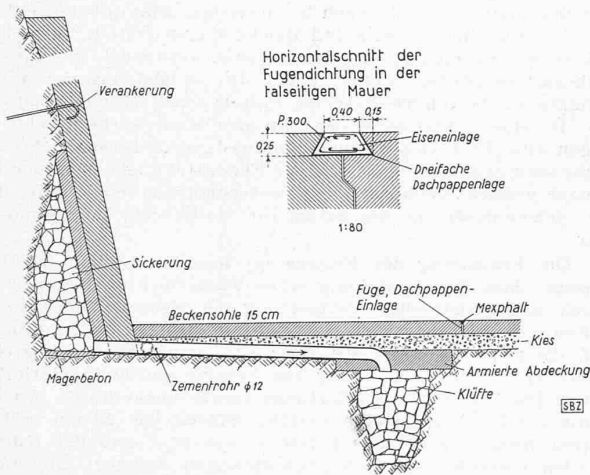 Horizontalschnitt der
Fugendichtung in der
talseitigen Mauer
Verankerung
P.300
0,40
0,15
0,25
Eiseneinlage
Dreifache
Dachpappenlage
1:80
Sickerung
Fuge, Dachpappen-
Einlage
Mexphalt
Beckensohle 15 cm
Kies
Magerbeton
Zementrohr ϕ12
Armierte Abdeckung
Klüfte
SBZ